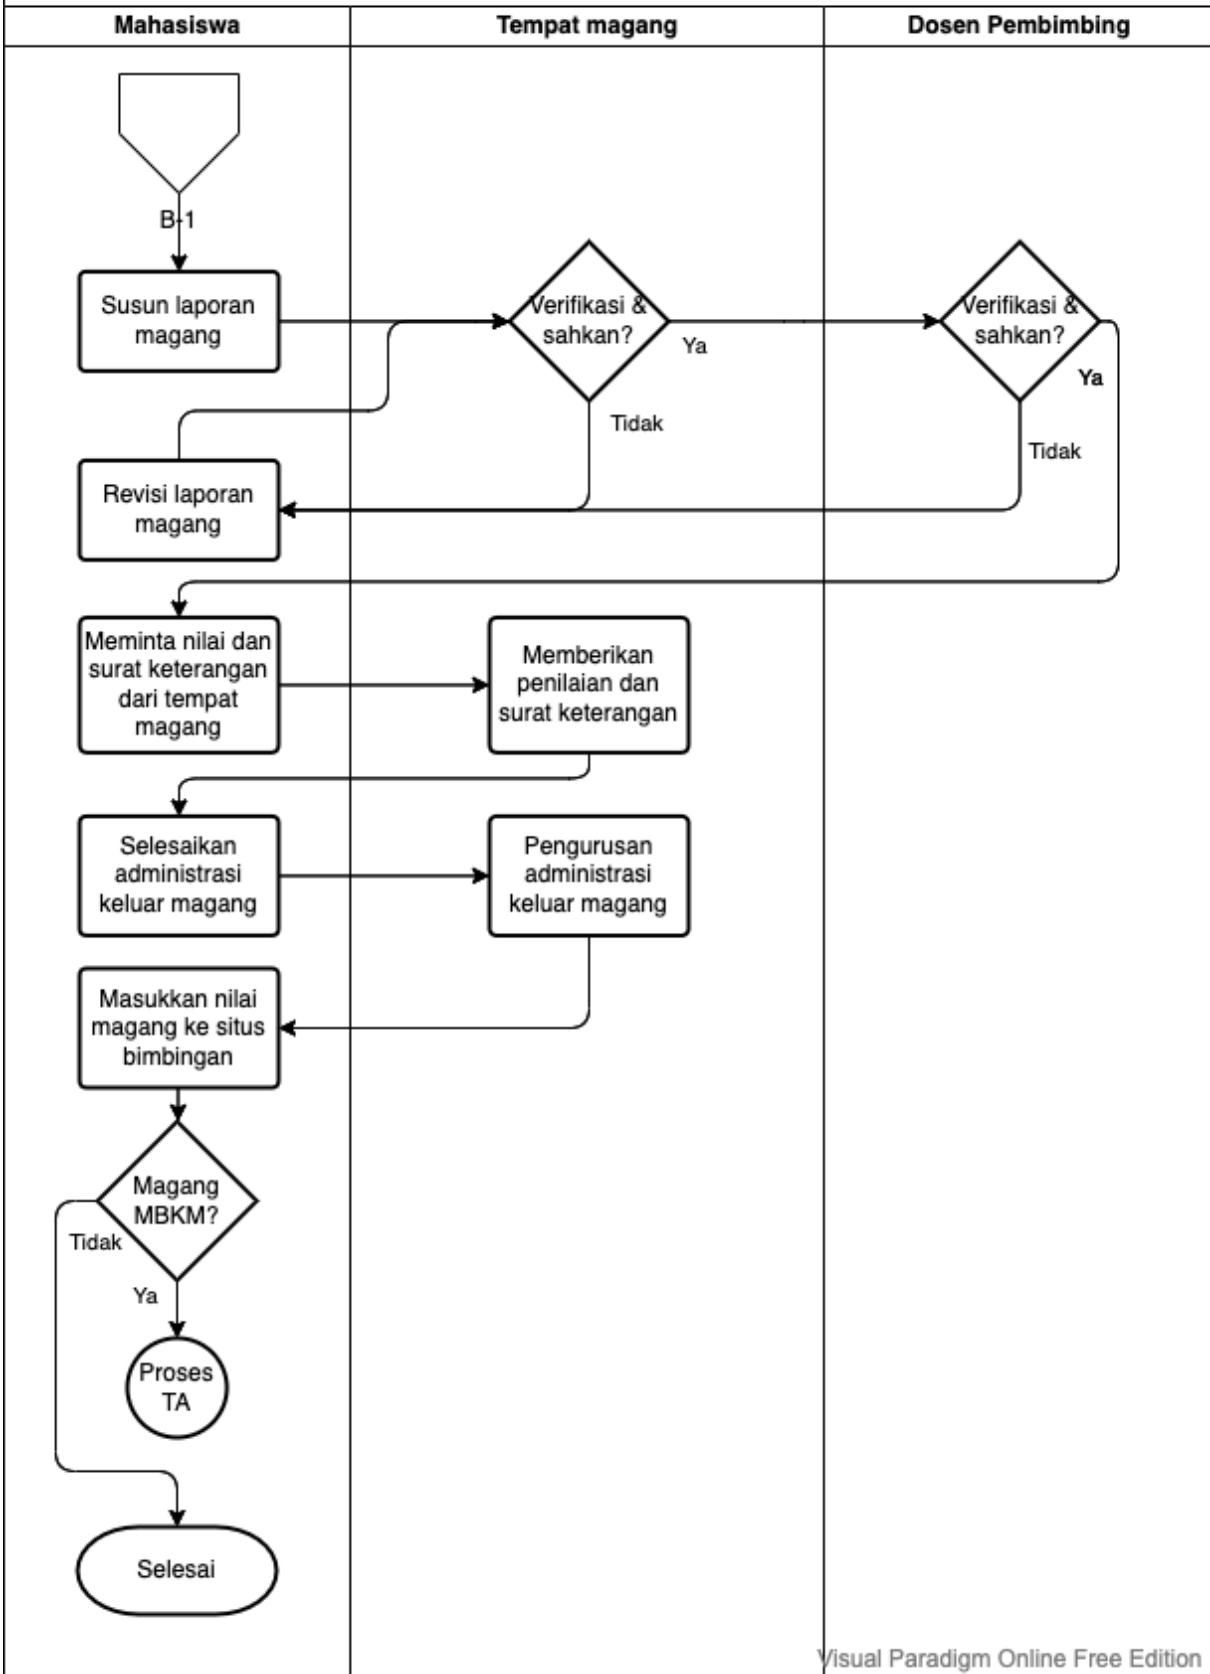 Mahasiswa
Tempat magang
Dosen Pembimbing
B-1
Susun laporan
magang
Verifikasi &
sahkan?
Ya
Tidak
Verifikasi &
sahkan?
Ya
Tidak
Revisi laporan
magang
Meminta nilai dan
surat keterangan
dari tempat
magang
Memberikan
penilaian dan
surat keterangan
Selesaikan
administrasi
keluar magang
Pengurusan
administrasi
keluar magang
Masukkan nilai
magang ke situs
bimbingan
Magang
MBKM?
Tidak
Ya
Proses
TA
Selesai
Visual Paradigm Online Free Edition